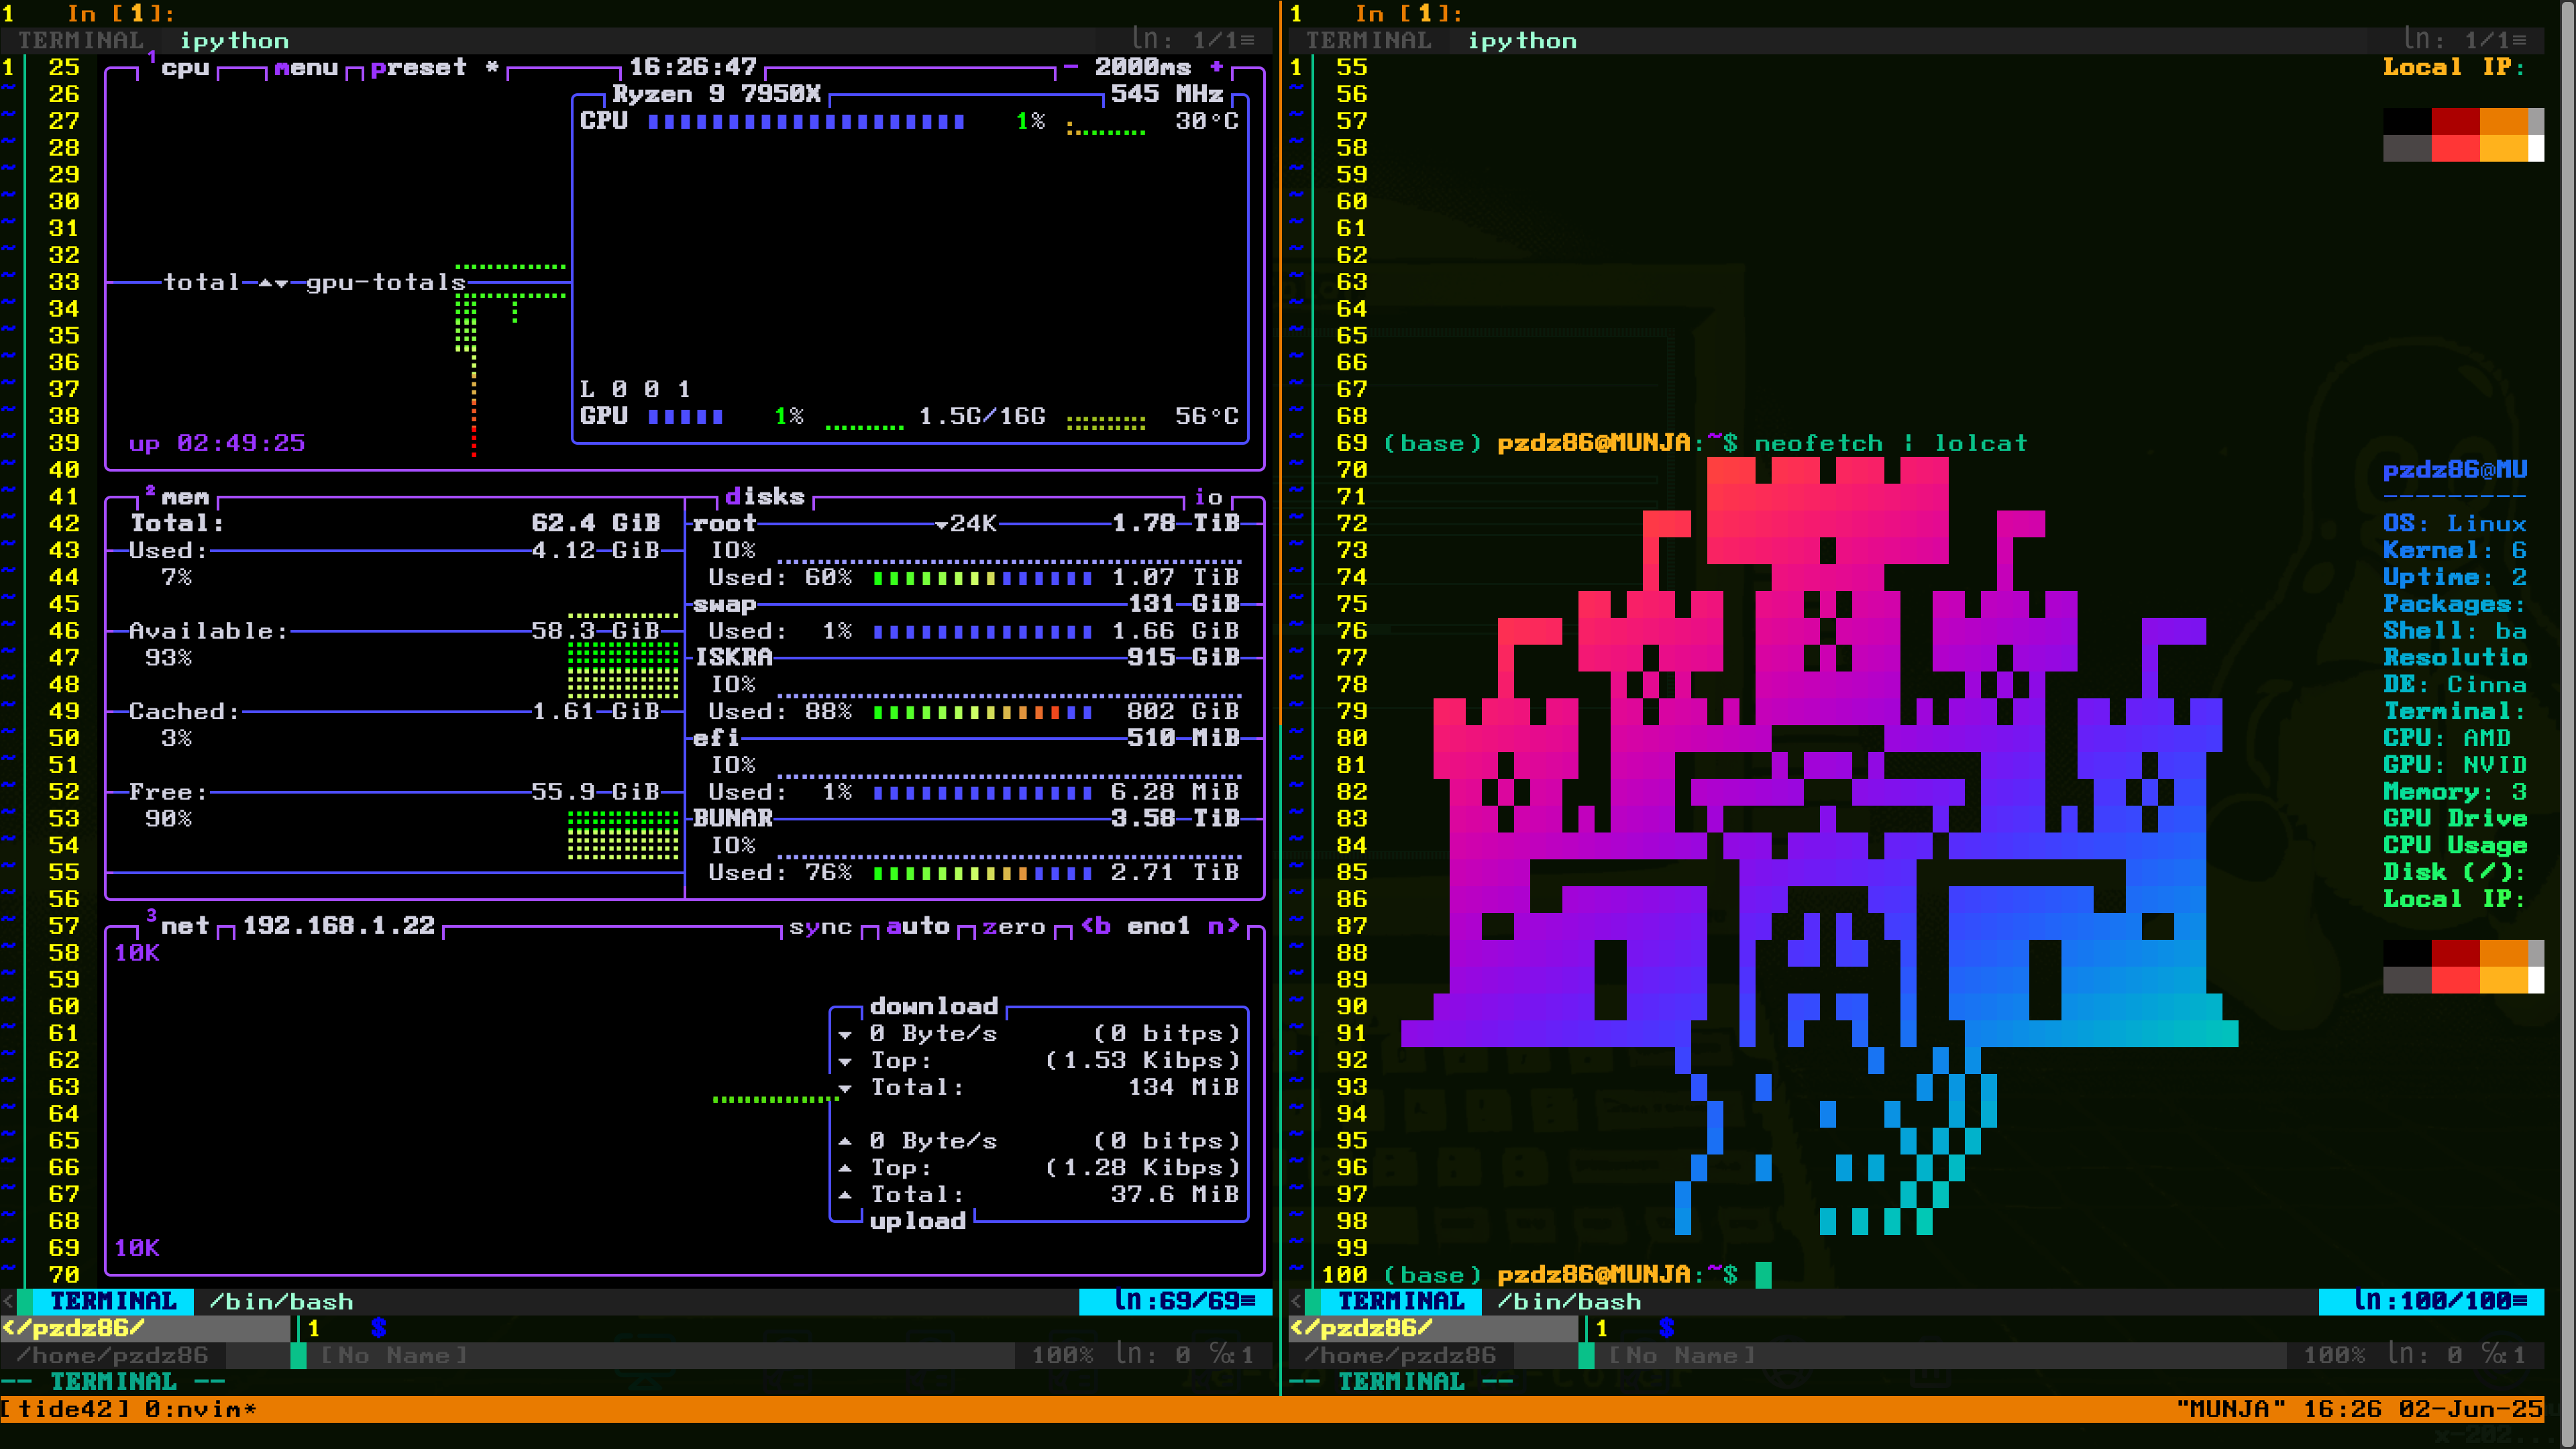 1 In [1]:
TERMINAL ipython ln: 1/1≡
1 25 ¹cpu menu preset * 16:26:47 - 2000ms +
~ 26 Ryzen 9 7950X 545 MHz
~ 27 CPU 1% 30°C
~ 28
~ 29
~ 30
~ 31
~ 32
~ 33 total gpu-totals
~ 34
~ 35
~ 36
~ 37 L 0 0 1
~ 38 GPU 1% 1.5G/16G 56°C
~ 39 up 02:49:25
~ 40
~ 41 ²mem disks io
~ 42 Total: 62.4 GiB root ▼24K 1.78 TiB
~ 43 Used: 4.12 GiB IO%
~ 44 7% Used: 60% 1.07 TiB
~ 45 swap 131 GiB
~ 46 Available: 58.3 GiB Used: 1% 1.66 GiB
~ 47 93% ISKRA 915 GiB
~ 48 IO%
~ 49 Cached: 1.61 GiB Used: 88% 802 GiB
~ 50 3% efi 510 MiB
~ 51 IO%
~ 52 Free: 55.9 GiB Used: 1% 6.28 MiB
~ 53 90% BUNAR 3.58 TiB
~ 54 IO%
~ 55 Used: 76% 2.71 TiB
~ 56
~ 57 ³net 192.168.1.22 sync auto zero <b eno1 n>
~ 58 10K
~ 59
~ 60 download
~ 61 ▼ 0 Byte/s (0 bitps)
~ 62 ▼ Top: (1.53 Kibps)
~ 63 ▼ Total: 134 MiB
~ 64
~ 65 ▲ 0 Byte/s (0 bitps)
~ 66 ▲ Top: (1.28 Kibps)
~ 67 ▲ Total: 37.6 MiB
~ 68 upload
~ 69 10K
~ 70
< TERMINAL /bin/bash ln:69/69≡
</pzdz86/ 1 $
/home/pzdz86 [No Name] 100% ln: 0 ℅:1
-- TERMINAL --
1 In [1]:
TERMINAL ipython ln: 1/1≡
1 55 Local IP:
~ 56
~ 57
~ 58
~ 59
~ 60
~ 61
~ 62
~ 63
~ 64
~ 65
~ 66
~ 67
~ 68
~ 69 (base) pzdz86@MUNJA:~$ neofetch | lolcat
~ 70 pzdz86@MU
~ 71 ---------
~ 72 OS: Linux
~ 73 Kernel: 6
~ 74 Uptime: 2
~ 75 Packages:
~ 76 Shell: ba
~ 77 Resolutio
~ 78 DE: Cinna
~ 79 Terminal:
~ 80 CPU: AMD
~ 81 GPU: NVID
~ 82 Memory: 3
~ 83 GPU Drive
~ 84 CPU Usage
~ 85 Disk (/):
~ 86 Local IP:
~ 87
~ 88
~ 89
~ 90
~ 91
~ 92
~ 93
~ 94
~ 95
~ 96
~ 97
~ 98
~ 99
~ 100 (base) pzdz86@MUNJA:~$
< TERMINAL /bin/bash ln:100/100≡
</pzdz86/ 1 $
/home/pzdz86 [No Name] 100% ln: 0 ℅:1
-- TERMINAL --
[tide42] 0:nvim* "MUNJA" 16:26 02-Jun-25